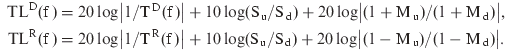 TL^D(f) = 20 log|1/T^D(f)| + 10 log(S_u/S_d) + 20 log|(1 + M_u)/(1 + M_d)|,
TL^R(f) = 20 log|1/T^R(f)| + 10 log(S_u/S_d) + 20 log|(1 − M_u)/(1 − M_d)|.